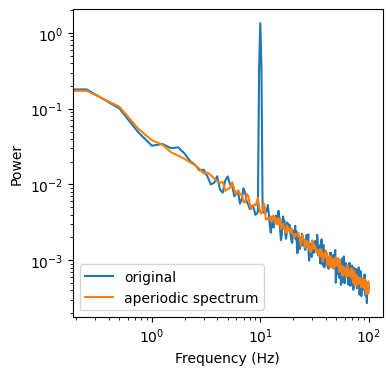 10⁰
10⁻¹
10⁻²
10⁻³
Power
original
aperiodic spectrum
10⁰ 10¹ 10²
Frequency (Hz)